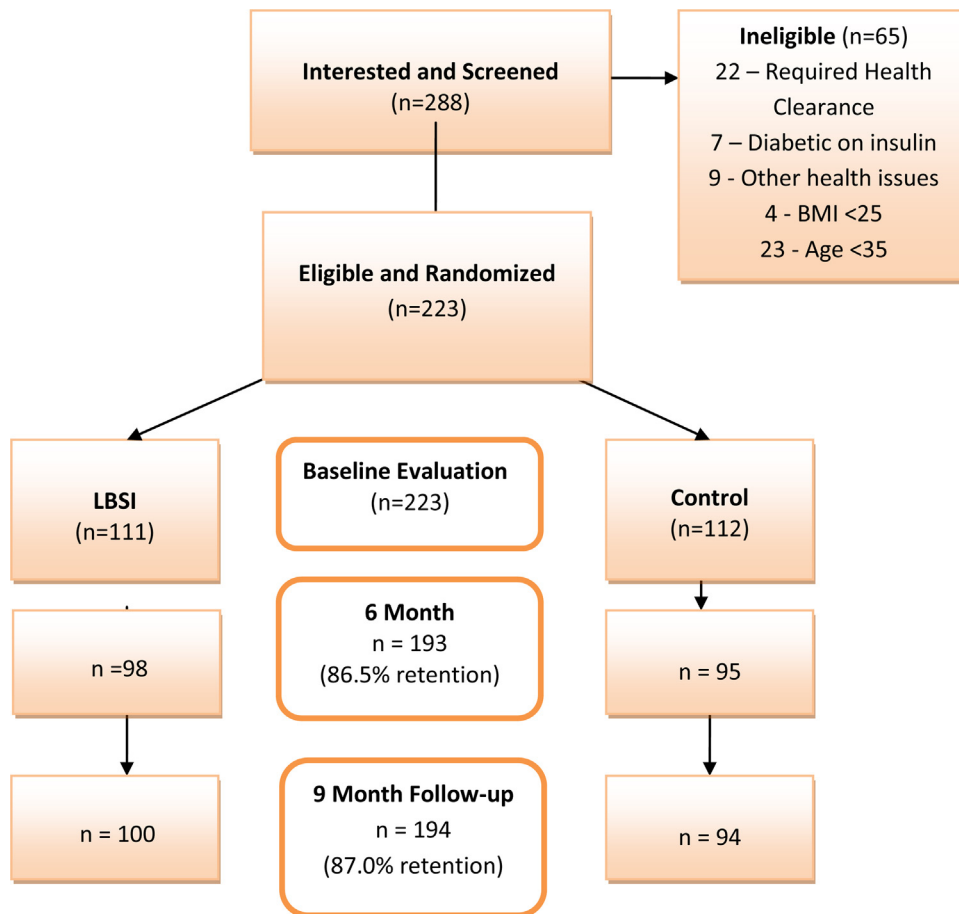 Interested and Screened
(n=288)
Ineligible (n=65)
22 – Required Health
Clearance
7 – Diabetic on insulin
9 - Other health issues
4 - BMI <25
23 - Age <35
Eligible and Randomized
(n=223)
LBSI
(n=111)
Baseline Evaluation
(n=223)
Control
(n=112)
n =98
6 Month
n = 193
(86.5% retention)
n = 95
n = 100
9 Month Follow-up
n = 194
(87.0% retention)
n = 94